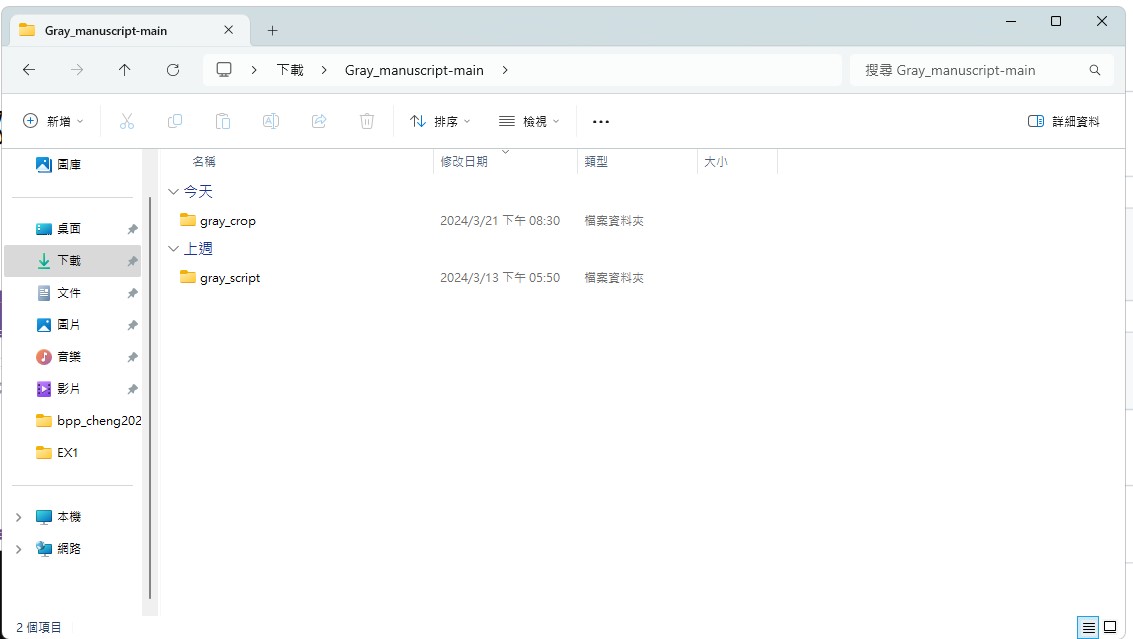 Gray_manuscript-main
下載 Gray_manuscript-main
搜尋 Gray_manuscript-main
新增 排序 檢視 詳細資料
圖庫
桌面
下載
文件
圖片
音樂
影片
bpp_cheng202
EX1
本機
網路
名稱 修改日期 類型 大小
今天
gray_crop 2024/3/21 下午 08:30 檔案資料夾
上週
gray_script 2024/3/13 下午 05:50 檔案資料夾
2 個項目